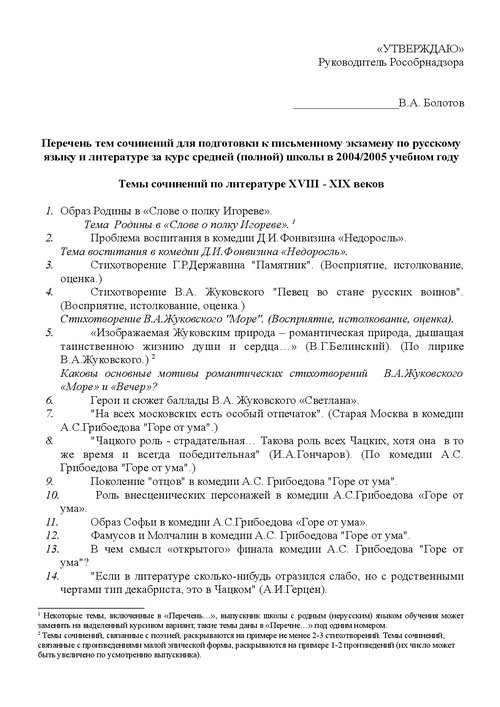 «УТВЕРЖДАЮ»
Руководитель Рособрнадзора
___________________В.А. Болотов
Перечень тем сочинений для подготовки к письменному экзамену по русскому
языку и литературе за курс средней (полной) школы в 2004/2005 учебном году
Темы сочинений по литературе XVIII - XIX веков
1. Образ Родины в «Слове о полку Игореве».
Тема Родины в «Слове о полку Игореве». 1
2. Проблема воспитания в комедии Д.И.Фонвизина «Недоросль».
Тема воспитания в комедии Д.И.Фонвизина «Недоросль».
3. Стихотворение Г.Р.Державина "Памятник". (Восприятие, истолкование,
оценка.)
4. Стихотворение В.А. Жуковского "Певец во стане русских воинов".
(Восприятие, истолкование, оценка.)
Стихотворение В.А.Жуковского "Море". (Восприятие, истолкование, оценка).
5. «Изображаемая Жуковским природа – романтическая природа, дышащая
таинственною жизнию души и сердца…» (В.Г.Белинский). (По лирике
В.А.Жуковского.) 2
Каковы основные мотивы романтических стихотворений В.А.Жуковского
«Море» и «Вечер»?
6. Герои и сюжет баллады В.А. Жуковского «Светлана».
7. "На всех московских есть особый отпечаток". (Старая Москва в комедии
А.С.Грибоедова "Горе от ума".)
8. "Чацкого роль - страдательная… Такова роль всех Чацких, хотя она в то
же время и всегда победительная" (И.А.Гончаров). (По комедии А.С.
Грибоедова "Горе от ума".)
9. Поколение "отцов" в комедии А.С. Грибоедова "Горе от ума".
10. Роль внесценических персонажей в комедии А.С.Грибоедова «Горе от
ума».
11. Образ Софьи в комедии А.С.Грибоедова «Горе от ума».
12. Фамусов и Молчалин в комедии А.С. Грибоедова "Горе от ума".
13. В чем смысл «открытого» финала комедии А.С. Грибоедова "Горе от
ума"?
14. "Если в литературе сколько-нибудь отразился слабо, но с родственными
чертами тип декабриста, это в Чацком" (А.И.Герцен).
1 Некоторые темы, включенные в «Перечень…», выпускник школы с родным (нерусским) языком обучения может
заменить на выделенный курсивом вариант, такие темы даны в «Перечне…» под одним номером.
2 Темы сочинений, связанные с поэзией, раскрываются на примере не менее 2-3 стихотворений. Темы сочинений,
связанные с произведениями малой эпической формы, раскрываются на примере 1-2 произведений (их число может
быть увеличено по усмотрению выпускника).